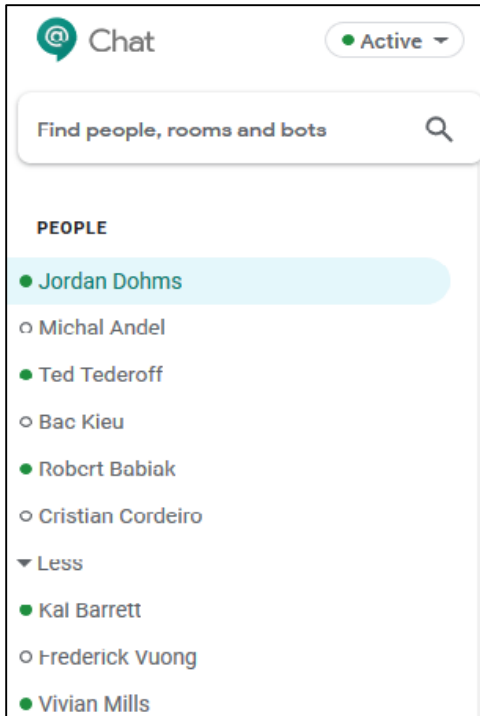 Chat
Active
Find people, rooms and bots
PEOPLE
Jordan Dohms
Michal Andel
Ted Tederoff
Bac Kieu
Robert Babiak
Cristian Cordeiro
Less
Kal Barrett
Frederick Vuong
Vivian Mills